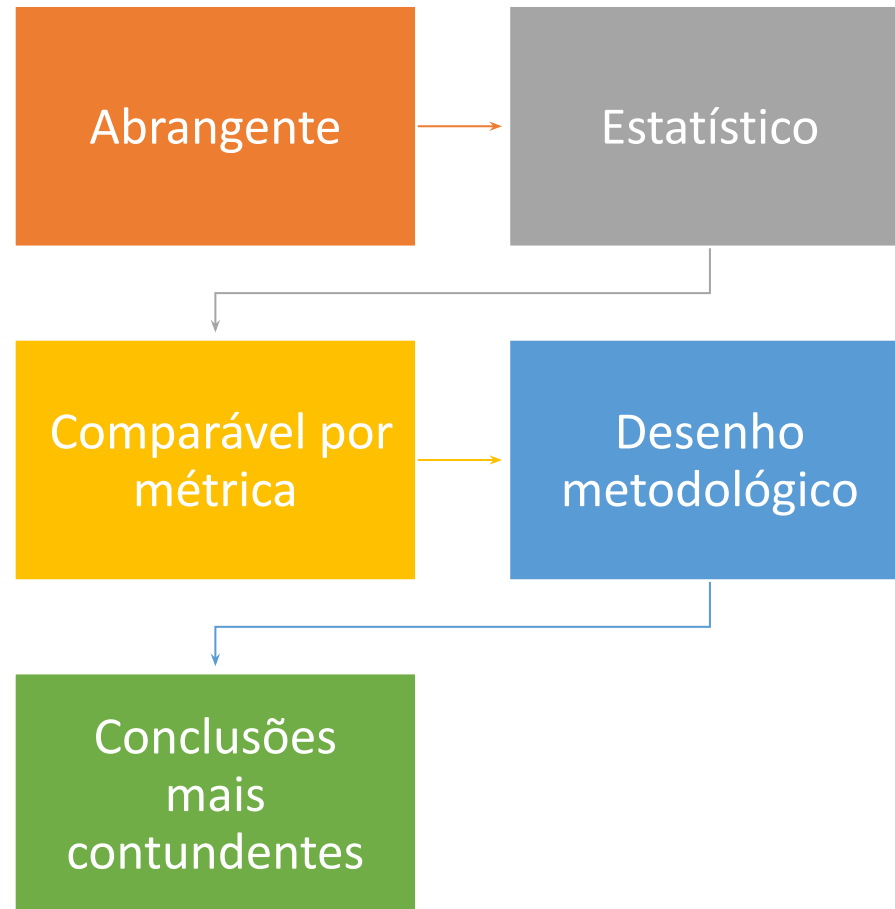 Abrangente
Estatístico
Comparável por
métrica
Desenho
metodológico
Conclusões
mais
contundentes